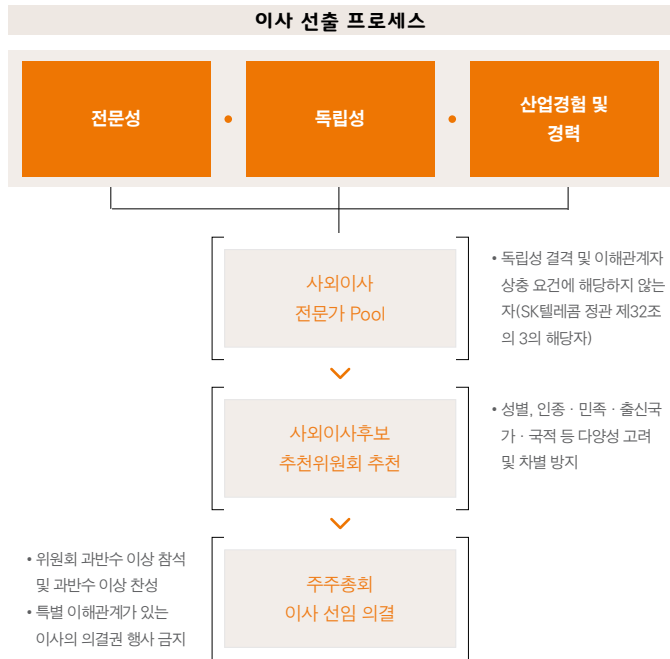 이사 선출 프로세스
전문성
독립성
산업경험 및
경력
사외이사
전문가 Pool
• 독립성 결격 및 이해관계자
상충 요건에 해당하지 않는
자(SK텔레콤 정관 제32조
의 3의 해당자)
사외이사후보
추천위원회 추천
• 성별, 인종 · 민족 · 출신국
가 · 국적 등 다양성 고려
및 차별 방지
• 위원회 과반수 이상 참석
및 과반수 이상 찬성
• 특별 이해관계가 있는
이사의 의결권 행사 금지
주주총회
이사 선임 의결